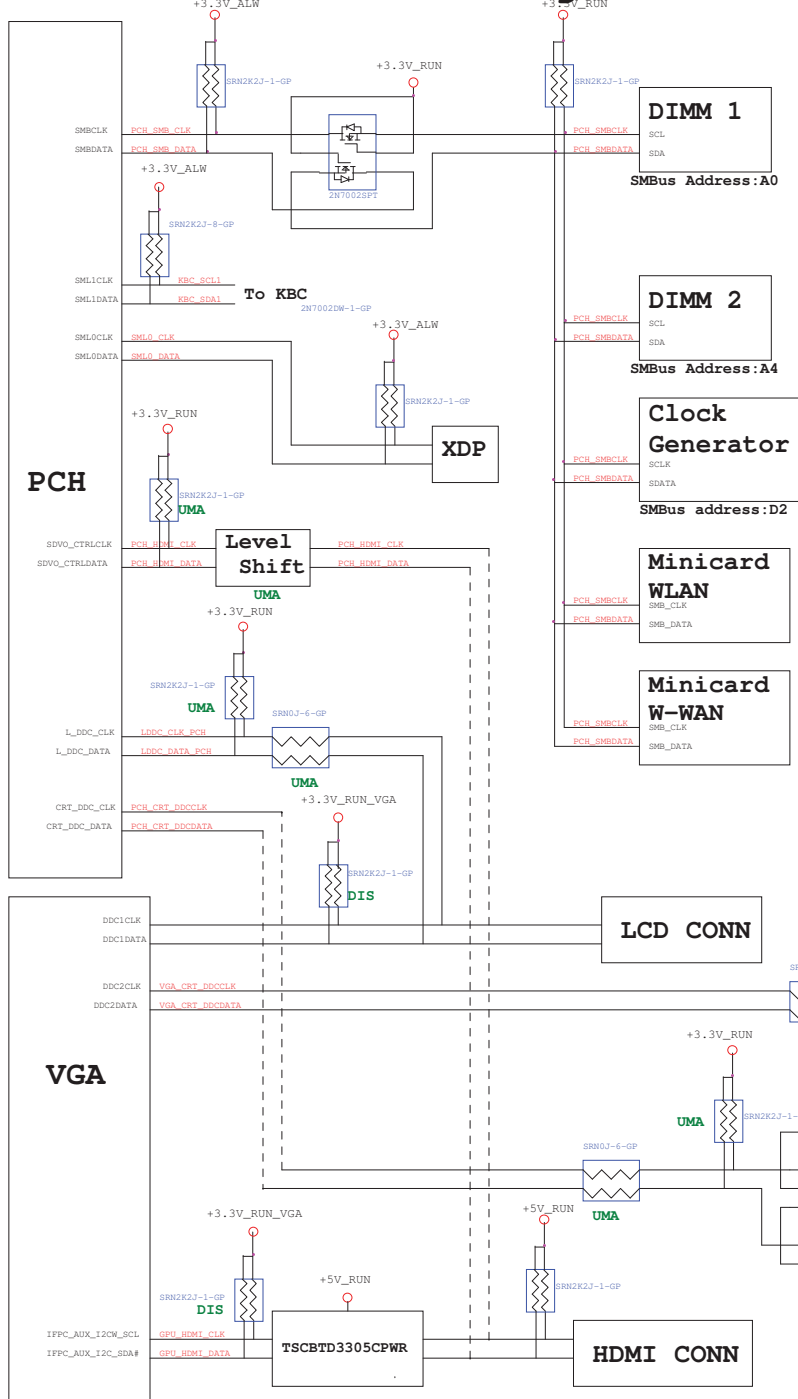 +3.3V_ALW
+3.3V_RUN
SRN2K2J-1-GP
+3.3V_RUN
SRN2K2J-1-GP
DIMM 1
SMBCLK
PCH_SMB_CLK
PCH_SMBCLK
SCL
SMBDATA
PCH_SMB_DATA
PCH_SMBDATA
SDA
+3.3V_ALW
SMBus Address:A0
2N7002SPT
SRN2K2J-8-GP
SML1CLK
KBC_SCL1
SML1DATA
KBC_SDA1
To KBC
2N7002DW-1-GP
DIMM 2
PCH_SMBCLK
SCL
PCH_SMBDATA
SDA
SMBus Address:A4
+3.3V_ALW
SML0CLK
SML0_CLK
SML0DATA
SML0_DATA
SRN2K2J-1-GP
XDP
Clock
Generator
PCH_SMBCLK
SCLK
PCH_SMBDATA
SDATA
SMBus address:D2
+3.3V_RUN
PCH
SRN2K2J-1-GP
UMA
SDVO_CTRLCLK
PCH_HDMI_CLK
Level
Shift
PCH_HDMI_CLK
SDVO_CTRLDATA
PCH_HDMI_DATA
PCH_HDMI_DATA
UMA
Minicard
WLAN
PCH_SMBCLK
SMB_CLK
PCH_SMBDATA
SMB_DATA
+3.3V_RUN
SRN2K2J-1-GP
UMA
SRN0J-6-GP
Minicard
W-WAN
PCH_SMBCLK
SMB_CLK
PCH_SMBDATA
SMB_DATA
L_DDC_CLK
LDDC_CLK_PCH
L_DDC_DATA
LDDC_DATA_PCH
UMA
CRT_DDC_CLK
PCH_CRT_DDCCLK
CRT_DDC_DATA
PCH_CRT_DDCDATA
+3.3V_RUN_VGA
SRN2K2J-1-GP
DIS
DDC1CLK
DDC1DATA
LCD CONN
DDC2CLK
VGA_CRT_DDCCLK
DDC2DATA
VGA_CRT_DDCDATA
VGA
+3.3V_RUN
UMA
SRN2K2J-1-
SRN0J-6-GP
UMA
+3.3V_RUN_VGA
+5V_RUN
SRN2K2J-1-GP
DIS
+5V_RUN
SRN2K2J-1-GP
IFPC_AUX_I2CW_SCL
GPU_HDMI_CLK
IFPC_AUX_I2C_SDA#
GPU_HDMI_DATA
TSCBTD3305CPWR
HDMI CONN